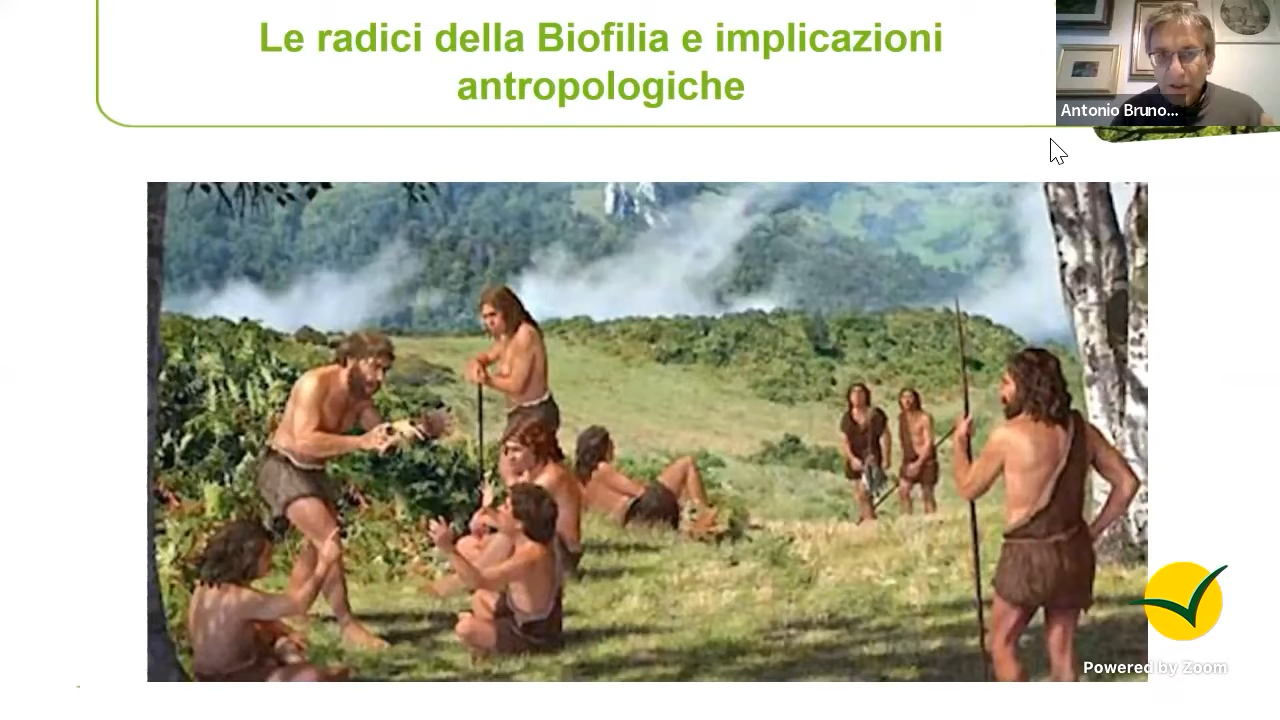 Le radici della Biofilia e implicazioni
antropologiche
Antonio Bruno...
Powered by Zoom